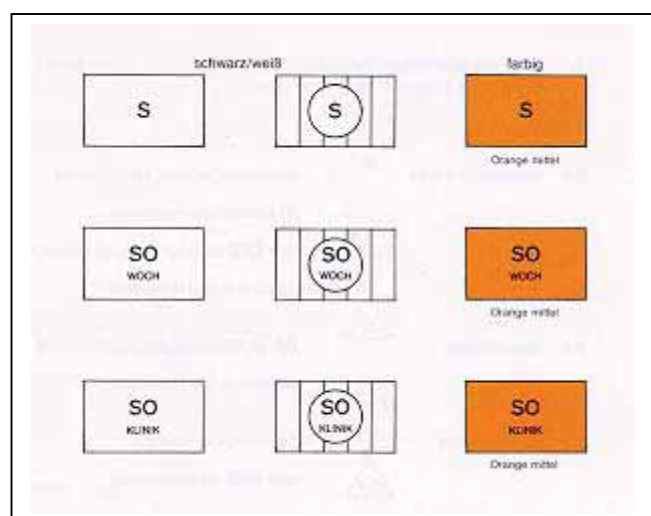 schwarz/weiß farbig
S S S
Orange mittel
SO SO SO
WOCH WOCH WOCH
Orange mittel
SO SO SO
KLINIK KLINIK KLINIK
Orange mittel